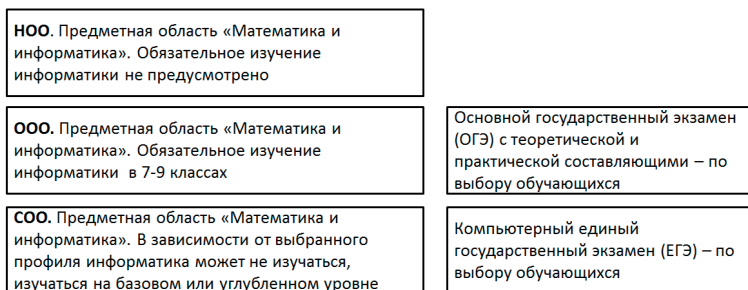 НОО. Предметная область «Математика и
информатика». Обязательное изучение
информатики не предусмотрено
ООО. Предметная область «Математика и
информатика». Обязательное изучение
информатики в 7-9 классах
Основной государственный экзамен
(ОГЭ) с теоретической и
практической составляющими – по
выбору обучающихся
СОО. Предметная область «Математика и
информатика». В зависимости от выбранного
профиля информатика может не изучаться,
изучаться на базовом или углубленном уровне
Компьютерный единый
государственный экзамен (ЕГЭ) – по
выбору обучающихся